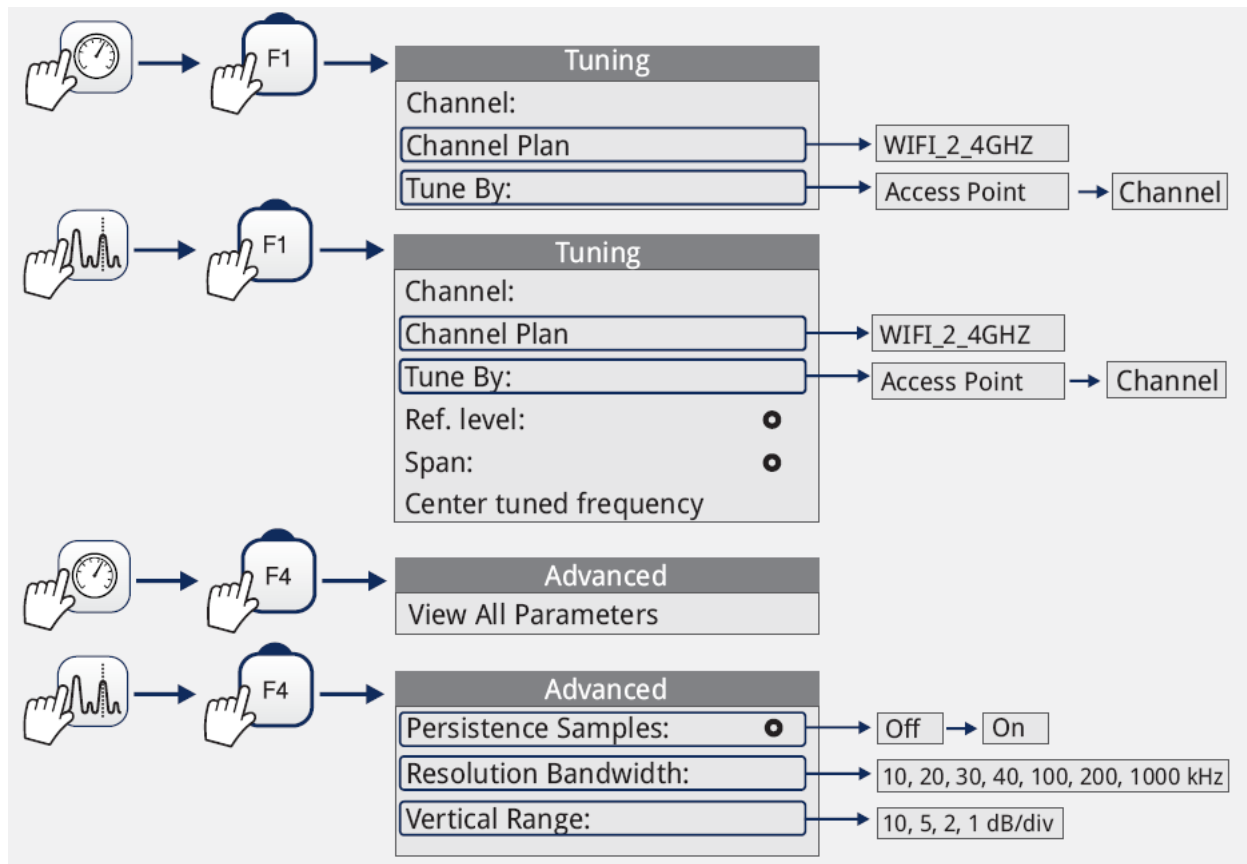 F1
Tuning
Channel:
Channel Plan
WIFI_2_4GHZ
Tune By:
Access Point
Channel
F1
Tuning
Channel:
Channel Plan
WIFI_2_4GHZ
Tune By:
Access Point
Channel
Ref. level:
Span:
Center tuned frequency
F4
Advanced
View All Parameters
F4
Advanced
Persistence Samples:
Off
On
Resolution Bandwidth:
10, 20, 30, 40, 100, 200, 1000 kHz
Vertical Range:
10, 5, 2, 1 dB/div